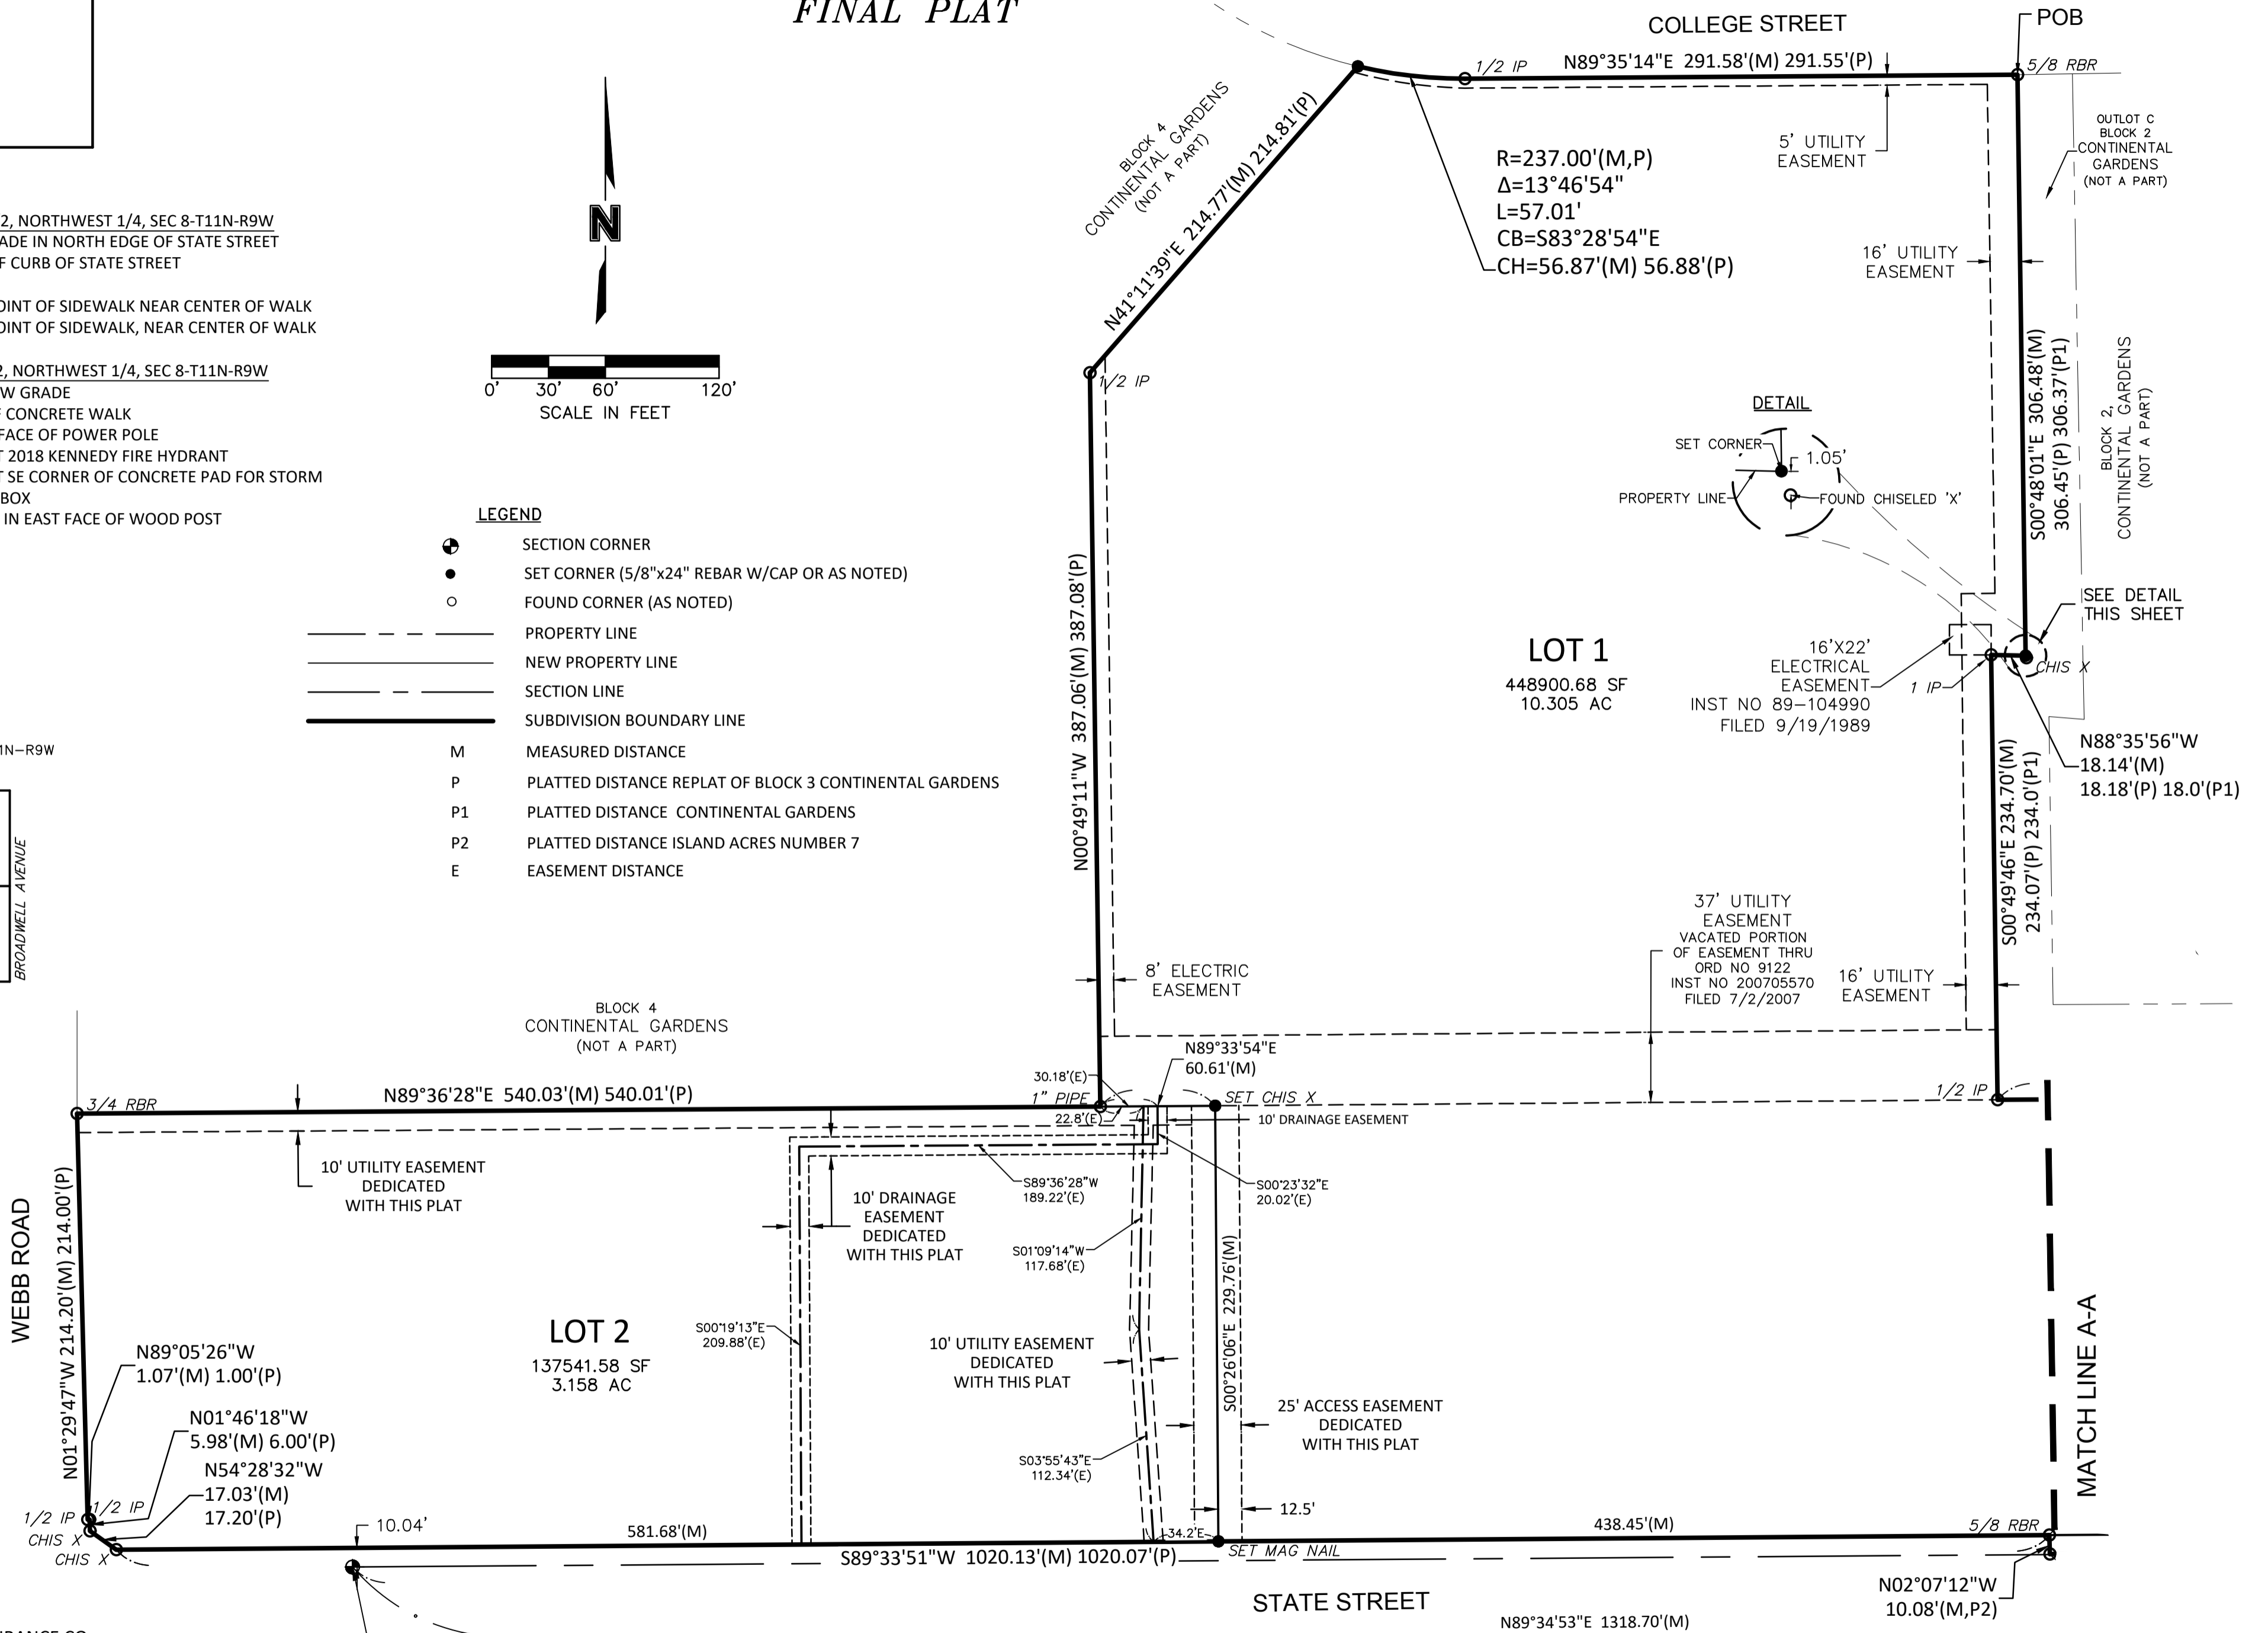 FINAL PLAT
COLLEGE STREET
POB
N89°35'14"E 291.58'(M) 291.55'(P)
1/2 IP
5/8 RBR
BLOCK 4
CONTINENTAL GARDENS
(NOT A PART)
N41°11'39"E 214.77'(M) 214.81'(P)
R=237.00'(M,P)
Δ=13°46'54"
L=57.01'
CB=S83°28'54"E
CH=56.87'(M) 56.88'(P)
5' UTILITY
EASEMENT
OUTLOT C
BLOCK 2
CONTINENTAL
GARDENS
(NOT A PART)
16' UTILITY
EASEMENT
2, NORTHWEST 1/4, SEC 8-T11N-R9W
ADE IN NORTH EDGE OF STATE STREET
F CURB OF STATE STREET
OINT OF SIDEWALK NEAR CENTER OF WALK
OINT OF SIDEWALK, NEAR CENTER OF WALK
2, NORTHWEST 1/4, SEC 8-T11N-R9W
W GRADE
F CONCRETE WALK
FACE OF POWER POLE
T 2018 KENNEDY FIRE HYDRANT
T SE CORNER OF CONCRETE PAD FOR STORM
BOX
IN EAST FACE OF WOOD POST
N
0' 30' 60' 120'
SCALE IN FEET
1/2 IP
LEGEND
SECTION CORNER
SET CORNER (5/8"x24" REBAR W/CAP OR AS NOTED)
FOUND CORNER (AS NOTED)
PROPERTY LINE
NEW PROPERTY LINE
SECTION LINE
SUBDIVISION BOUNDARY LINE
M MEASURED DISTANCE
P PLATTED DISTANCE REPLAT OF BLOCK 3 CONTINENTAL GARDENS
P1 PLATTED DISTANCE CONTINENTAL GARDENS
P2 PLATTED DISTANCE ISLAND ACRES NUMBER 7
E EASEMENT DISTANCE
1N-R9W
BROADWELL AVENUE
DETAIL
SET CORNER
1.05'
PROPERTY LINE
FOUND CHISELED 'X'
S00°48'01"E 306.48'(M)
306.45'(P) 306.37'(P1)
BLOCK 2,
CONTINENTAL GARDENS
(NOT A PART)
SEE DETAIL
THIS SHEET
CHIS X
1 IP
N88°35'56"W
18.14'(M)
18.18'(P) 18.0'(P1)
LOT 1
448900.68 SF
10.305 AC
16'X22'
ELECTRICAL
EASEMENT
INST NO 89-104990
FILED 9/19/1989
N00°49'11"W 387.06'(M) 387.08'(P)
S00°49'46"E 234.70'(M)
234.07'(P) 234.0'(P1)
37' UTILITY
EASEMENT
VACATED PORTION
OF EASEMENT THRU
ORD NO 9122
INST NO 200705570
FILED 7/2/2007
16' UTILITY
EASEMENT
8' ELECTRIC
EASEMENT
BLOCK 4
CONTINENTAL GARDENS
(NOT A PART)
N89°33'54"E
60.61'(M)
30.18'(E)
1" PIPE
22.8'(E)
SET CHIS X
10' DRAINAGE EASEMENT
1/2 IP
3/4 RBR
N89°36'28"E 540.03'(M) 540.01'(P)
10' UTILITY EASEMENT
DEDICATED
WITH THIS PLAT
10' DRAINAGE
EASEMENT
DEDICATED
WITH THIS PLAT
S89°36'28"W
189.22'(E)
S00°23'32"E
20.02'(E)
S01°09'14"W
117.68'(E)
S00°26'06"E 229.76'(M)
WEBB ROAD
N01°29'47"W 214.20'(M) 214.00'(P)
LOT 2
137541.58 SF
3.158 AC
S00°19'13"E
209.88'(E)
10' UTILITY EASEMENT
DEDICATED
WITH THIS PLAT
25' ACCESS EASEMENT
DEDICATED
WITH THIS PLAT
S03°55'43"E
112.34'(E)
12.5'
MATCH LINE A-A
N89°05'26"W
1.07'(M) 1.00'(P)
N01°46'18"W
5.98'(M) 6.00'(P)
N54°28'32"W
17.03'(M)
17.20'(P)
1/2 IP
1/2 IP
CHIS X
CHIS X
10.04'
581.68'(M)
34.2'E
438.45'(M)
5/8 RBR
S89°33'51"W 1020.13'(M) 1020.07'(P)
SET MAG NAIL
STATE STREET
N02°07'12"W
10.08'(M,P2)
N89°34'53"E 1318.70'(M)